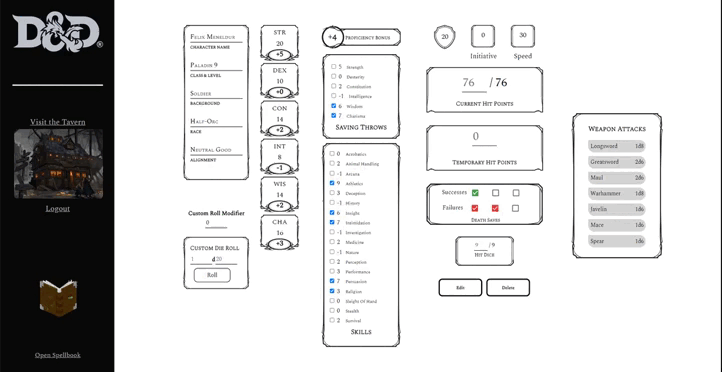 D&D
Visit the Tavern
Logout
Open Spellbook
Felix Meneldur
CHARACTER NAME
Paladin 9
CLASS & LEVEL
Soldier
BACKGROUND
Half-Orc
RACE
Neutral Good
ALIGNMENT
Custom Roll Modifier
0
CUSTOM DIE ROLL
1 d 20
Roll
STR
20
+5
DEX
10
+0
CON
14
+2
INT
8
-1
WIS
14
+2
CHA
16
+3
+4 PROFICIENCY BONUS
5 Strength
0 Dexterity
2 Constitution
-1 Intelligence
6 Wisdom
7 Charisma
SAVING THROWS
0 Acrobatics
2 Animal Handling
-1 Arcana
9 Athletics
3 Deception
-1 History
6 Insight
7 Intimidation
-1 Investigation
2 Medicine
-1 Nature
2 Perception
3 Performance
7 Persuasion
3 Religion
0 Sleight Of Hand
0 Stealth
2 Survival
SKILLS
20
0
Initiative
30
Speed
76 / 76
CURRENT HIT POINTS
0
TEMPORARY HIT POINTS
Successes
Failures
DEATH SAVES
9 / 9
HIT DICE
Edit
Delete
WEAPON ATTACKS
Longsword 1d8
Greatsword 2d6
Maul 2d6
Warhammer 1d8
Javelin 1d6
Mace 1d6
Spear 1d6